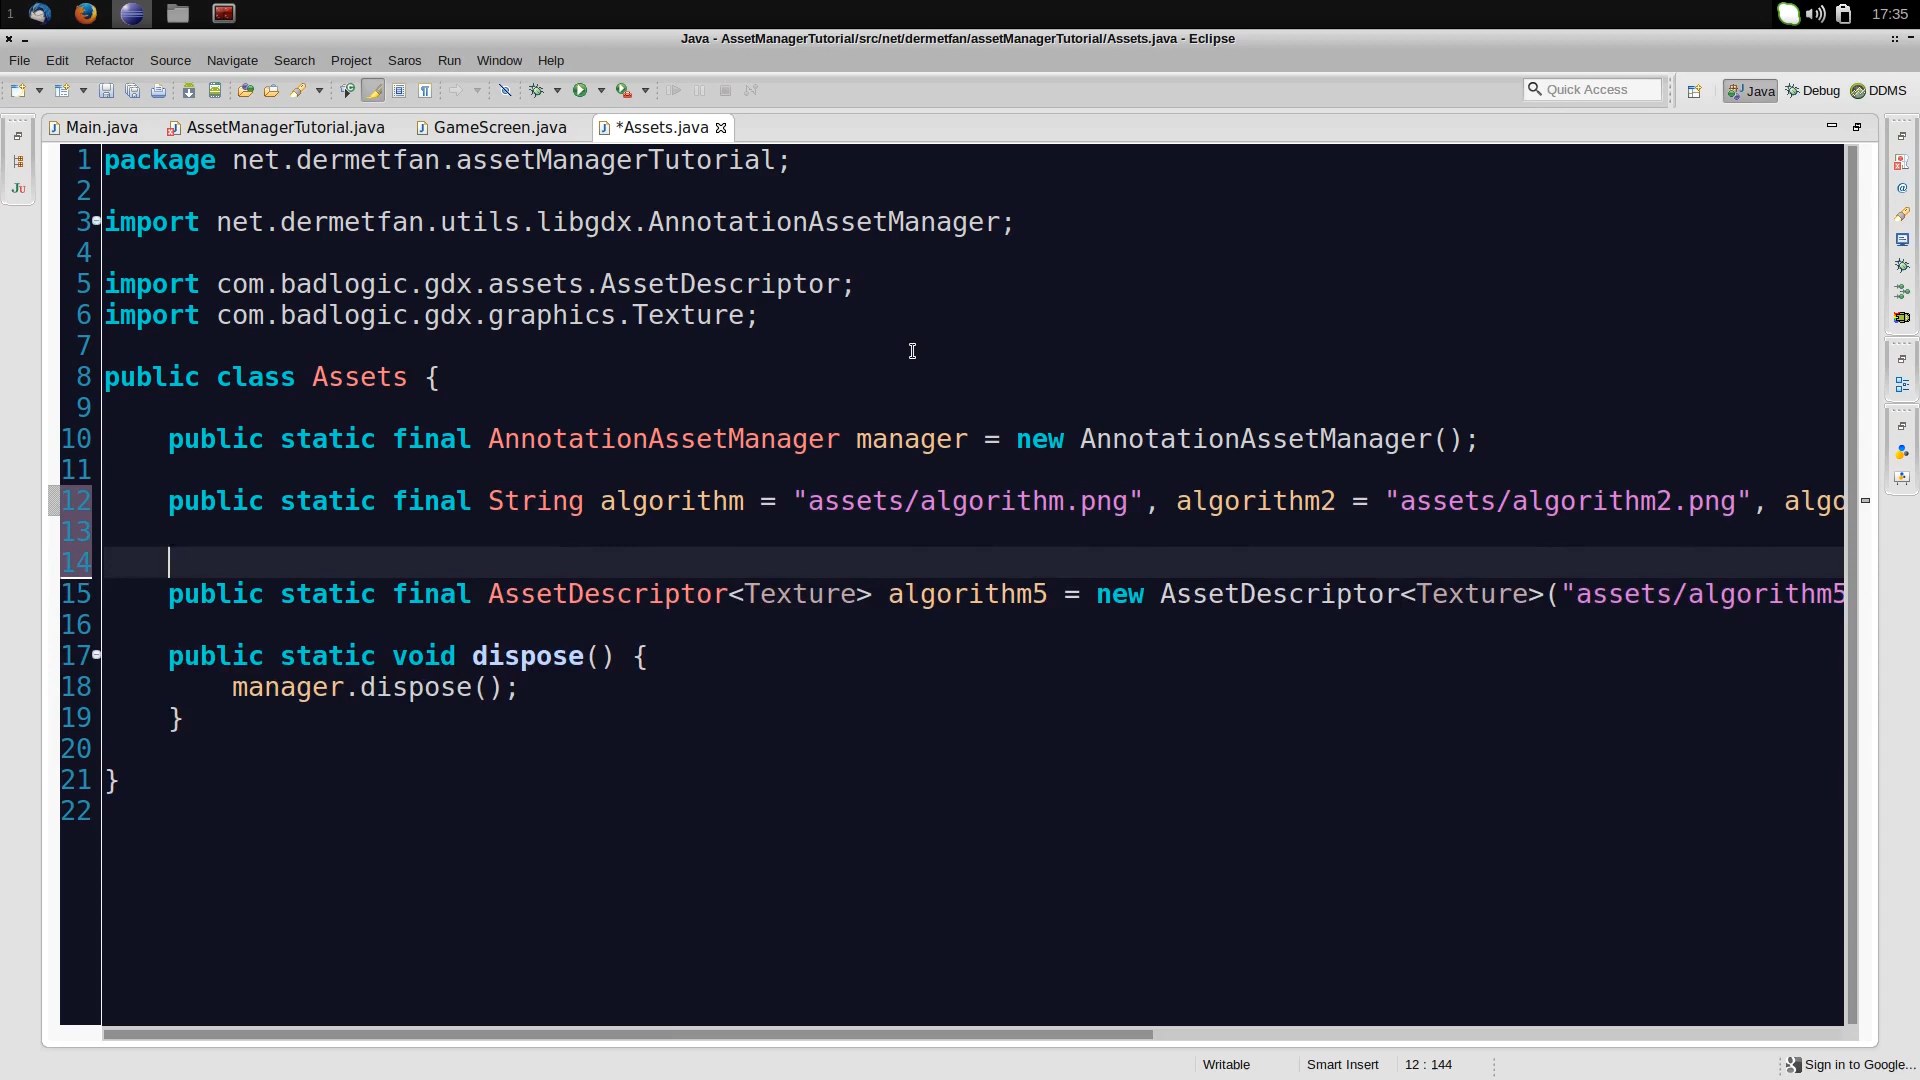 1 17:35
Java - AssetManagerTutorial/src/net/dermetfan/assetManagerTutorial/Assets.java - Eclipse
File Edit Refactor Source Navigate Search Project Saros Run Window Help
Quick Access Java Debug DDMS
Main.java AssetManagerTutorial.java GameScreen.java *Assets.java
1 package net.dermetfan.assetManagerTutorial;
2
3 import net.dermetfan.utils.libgdx.AnnotationAssetManager;
4
5 import com.badlogic.gdx.assets.AssetDescriptor;
6 import com.badlogic.gdx.graphics.Texture;
7
8 public class Assets {
9
10 public static final AnnotationAssetManager manager = new AnnotationAssetManager();
11
12 public static final String algorithm = "assets/algorithm.png", algorithm2 = "assets/algorithm2.png", algo
13
14
15 public static final AssetDescriptor<Texture> algorithm5 = new AssetDescriptor<Texture>("assets/algorithm5
16
17 public static void dispose() {
18 manager.dispose();
19 }
20
21 }
22
Writable Smart Insert 12 : 144 Sign in to Google...